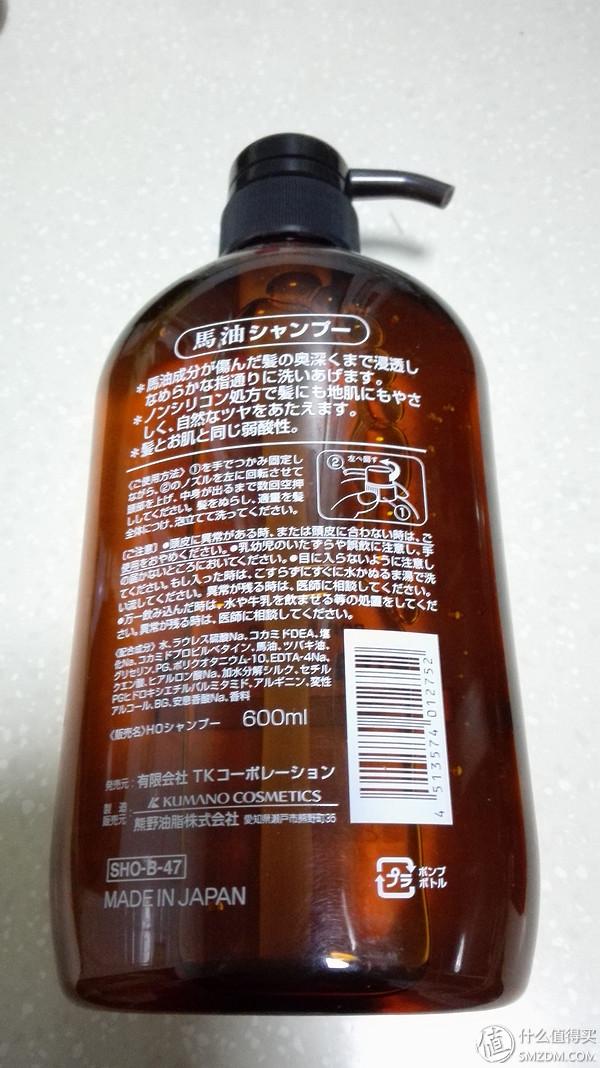 馬油シャンプー
＊馬油成分が傷んだ髪の奥深くまで浸透し
なめらかな指通りに洗いあげます。
＊ノンシリコン処方で髪にも地肌にもやさ
しく、自然なツヤをあたえます。
＊髪とお肌と同じ弱酸性。
〈ご使用方法〉①を手でつかみ固定し
ながら、②のノズルを左に回転させて
頭部を上げ、中身が出るまで数回空押
ししてください。髪をぬらし、適量を髪
全体につけ、泡立てて洗ってください。
② 左へ回す
①
【ご注意】●頭皮に異常がある時、または頭皮に合わない時は、ご
使用をおやめください。●乳幼児のいたずらや誤飲に注意し、手
の届かないところにおいてください。●目に入らないように注意し
てください。もし入った時は、こすらずにすぐに水かぬるま湯で洗
い流してください。異常が残る時は、医師に相談してください。
●万一飲み込んだ時は、水や牛乳を飲ませる等の処置をしてくだ
さい。異常が残る時は、医師に相談してください。
〈配合成分〉水、ラウレス硫酸Na、コカミドDEA、塩
化Na、コカミドプロピルベタイン、馬油、ツバキ油、
グリセリン、PG、ポリクオタニウム-10、EDTA-4Na、
クエン酸、ヒアルロン酸Na、加水分解シルク、セチル
PGヒドロキシエチルパルミタミド、アルギニン、変性
アルコール、BG、安息香酸Na、香料
〈販売名〉HOシャンプー 600ml
4 513574 012752
発売元：有限会社 TKコーポレーション
製造販売元：KUMANO COSMETICS
熊野油脂株式会社 愛知県瀬戸市熊野町35
SHO-B-47
MADE IN JAPAN
プラ
ポンプ
ボトル
值 什么值得买
SMZDM.COM